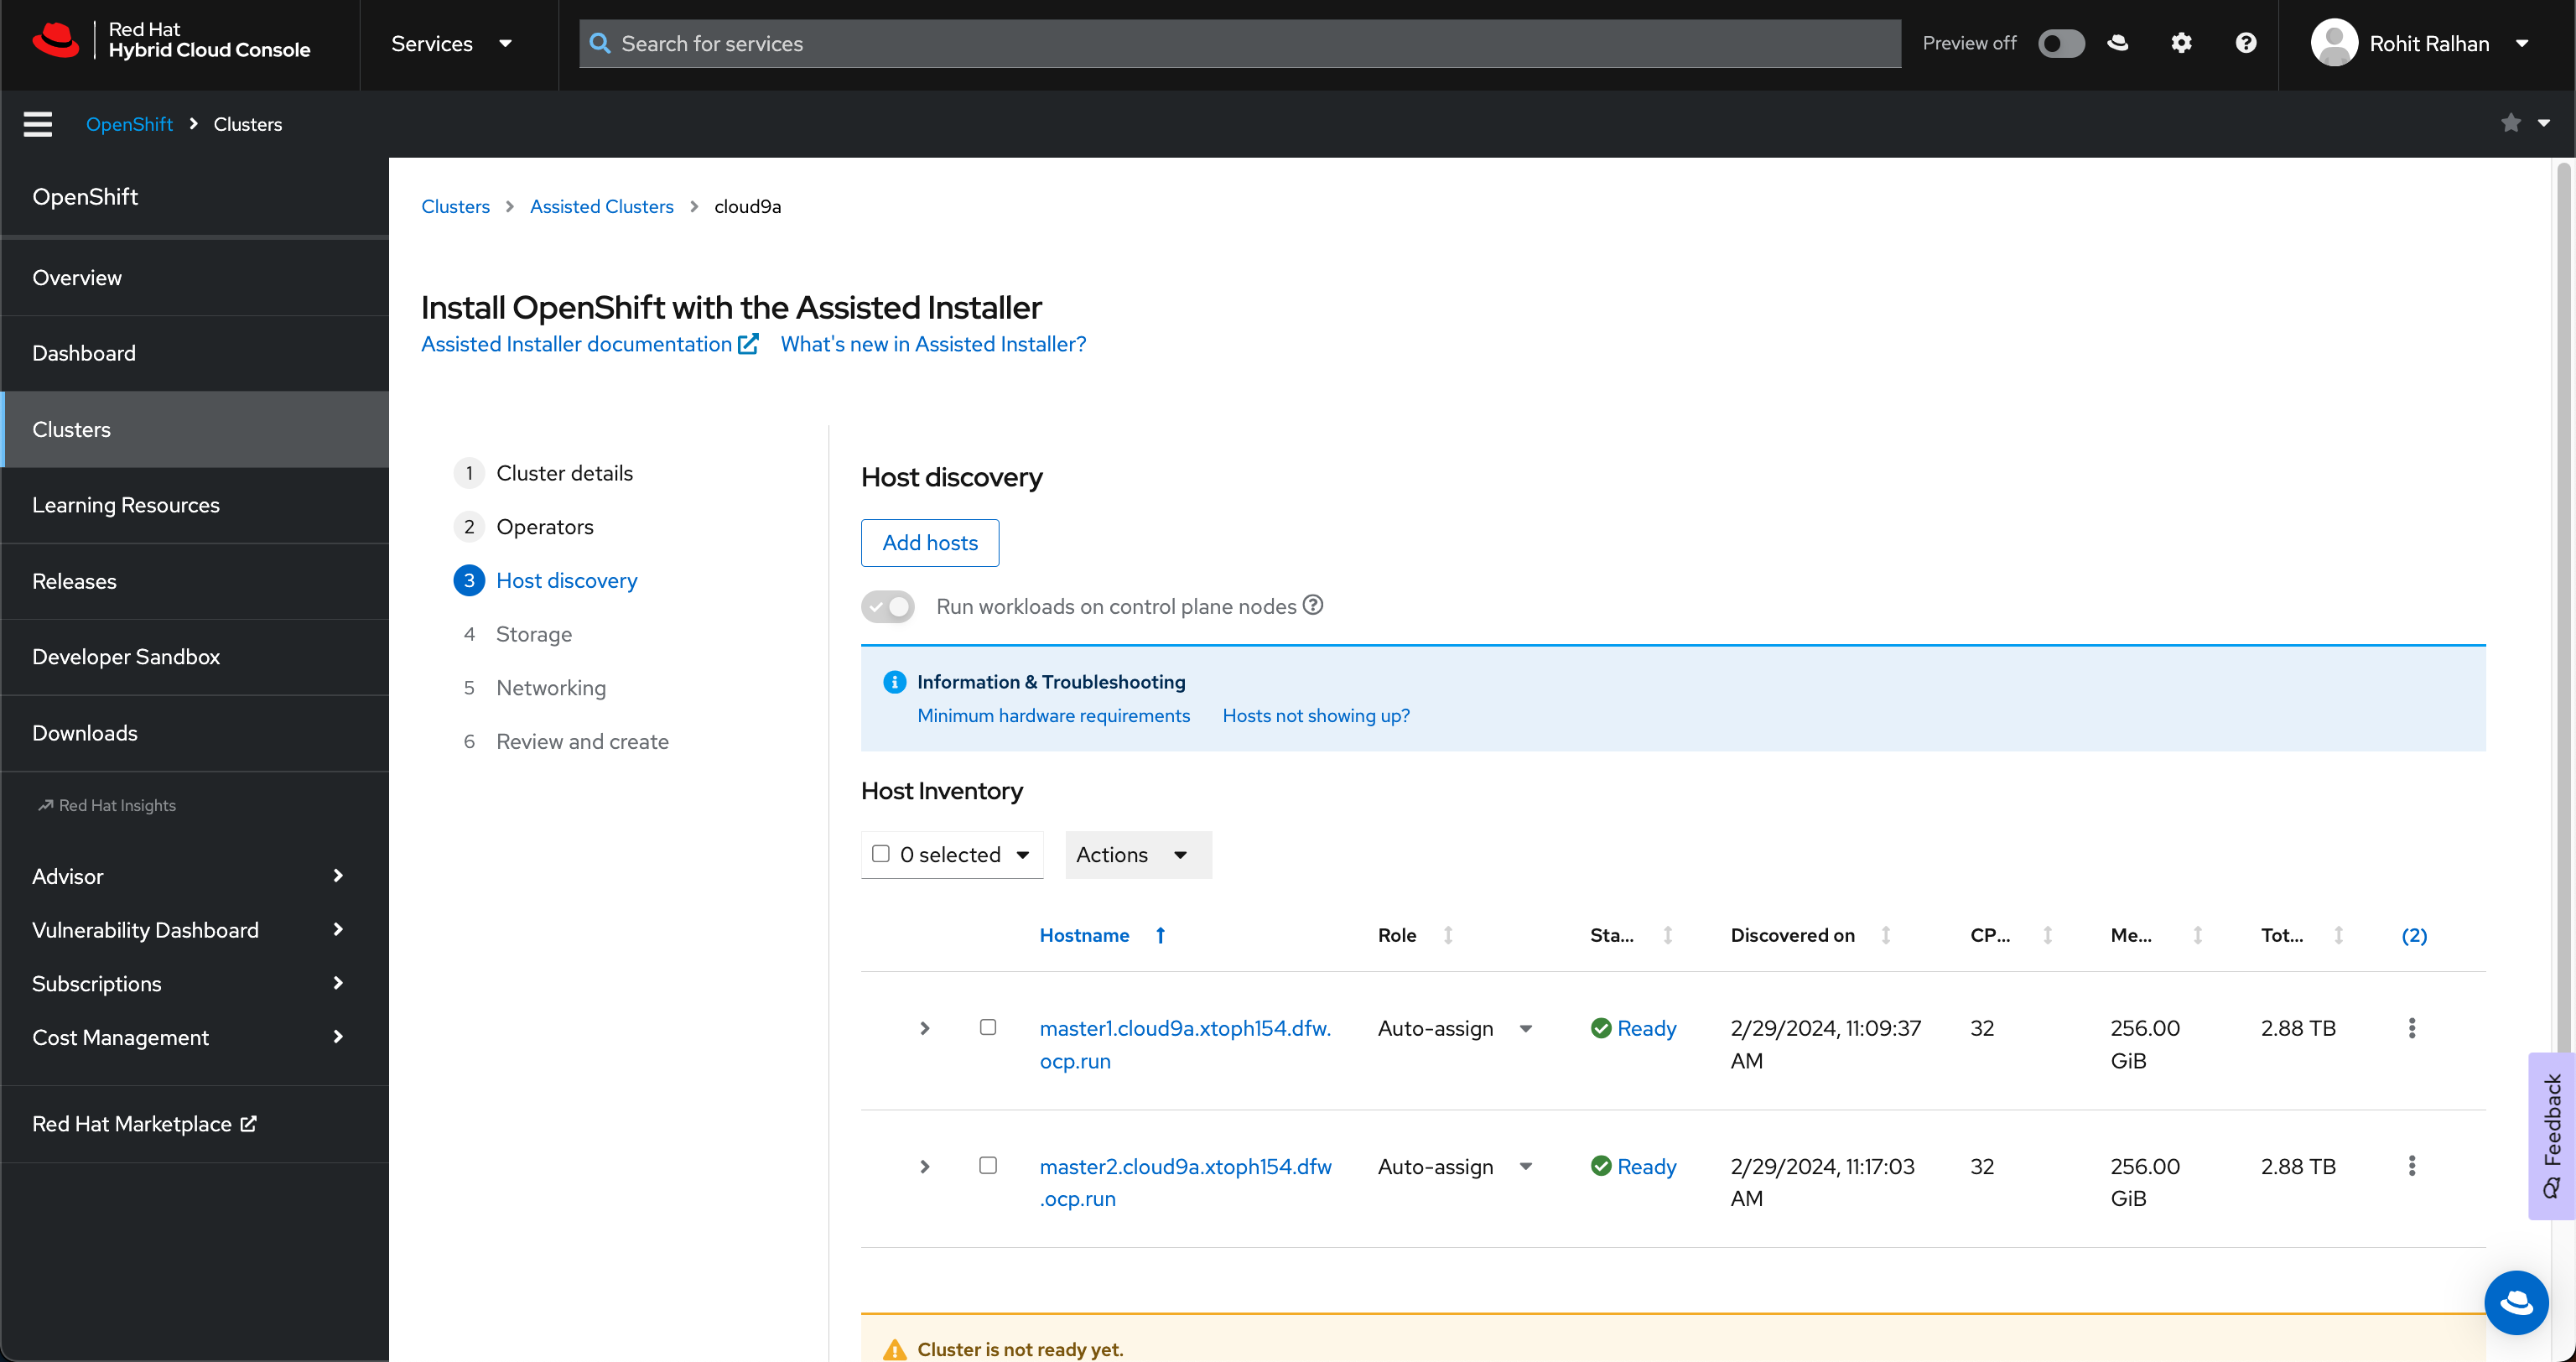 Red Hat
Hybrid Cloud Console
Services
Search for services
Preview off
Rohit Ralhan
OpenShift
Clusters
OpenShift
Overview
Dashboard
Clusters
Learning Resources
Releases
Developer Sandbox
Downloads
Red Hat Insights
Advisor
Vulnerability Dashboard
Subscriptions
Cost Management
Red Hat Marketplace
Clusters > Assisted Clusters > cloud9a
Install OpenShift with the Assisted Installer
Assisted Installer documentation What's new in Assisted Installer?
1 Cluster details
2 Operators
3 Host discovery
4 Storage
5 Networking
6 Review and create
Host discovery
Add hosts
Run workloads on control plane nodes
Information & Troubleshooting
Minimum hardware requirements Hosts not showing up?
Host Inventory
0 selected Actions
Hostname Role Sta... Discovered on CP... Me... Tot... (2)
master1.cloud9a.xtoph154.dfw. Auto-assign Ready 2/29/2024, 11:09:37 32 256.00 2.88 TB
ocp.run AM GiB
master2.cloud9a.xtoph154.dfw Auto-assign Ready 2/29/2024, 11:17:03 32 256.00 2.88 TB
.ocp.run AM GiB
Cluster is not ready yet.
Feedback